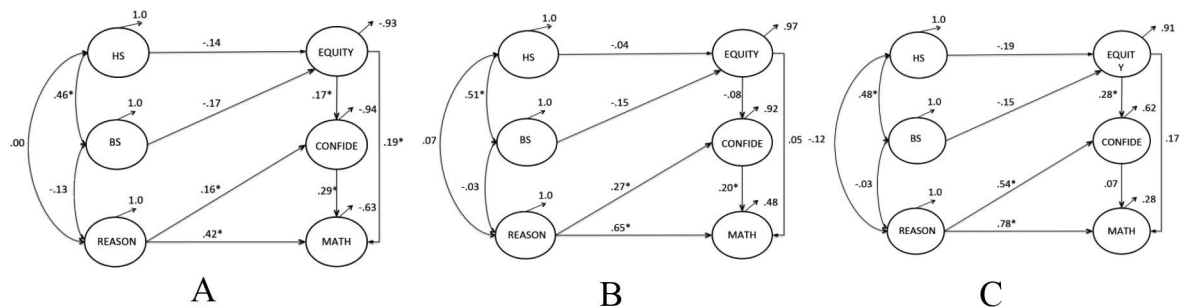 1.0
HS
-.14
EQUITY
-.93
.46*
-.17
.17*
1.0
-.94
.00
BS
CONFIDE
.19*
-.13
.16*
.29*
1.0
-.63
REASON
.42*
MATH
A
1.0
HS
-.04
EQUITY
.97
.51*
-.15
-.08
1.0
.92
.07
BS
CONFIDE
.05
-.03
.27*
.20*
1.0
.48
REASON
.65*
MATH
B
1.0
HS
-.19
EQUIT
Y
.91
.48*
-.15
.28*
1.0
.62
-.12
BS
CONFIDE
.17
-.03
.54*
.07
1.0
.28
REASON
.78*
MATH
C